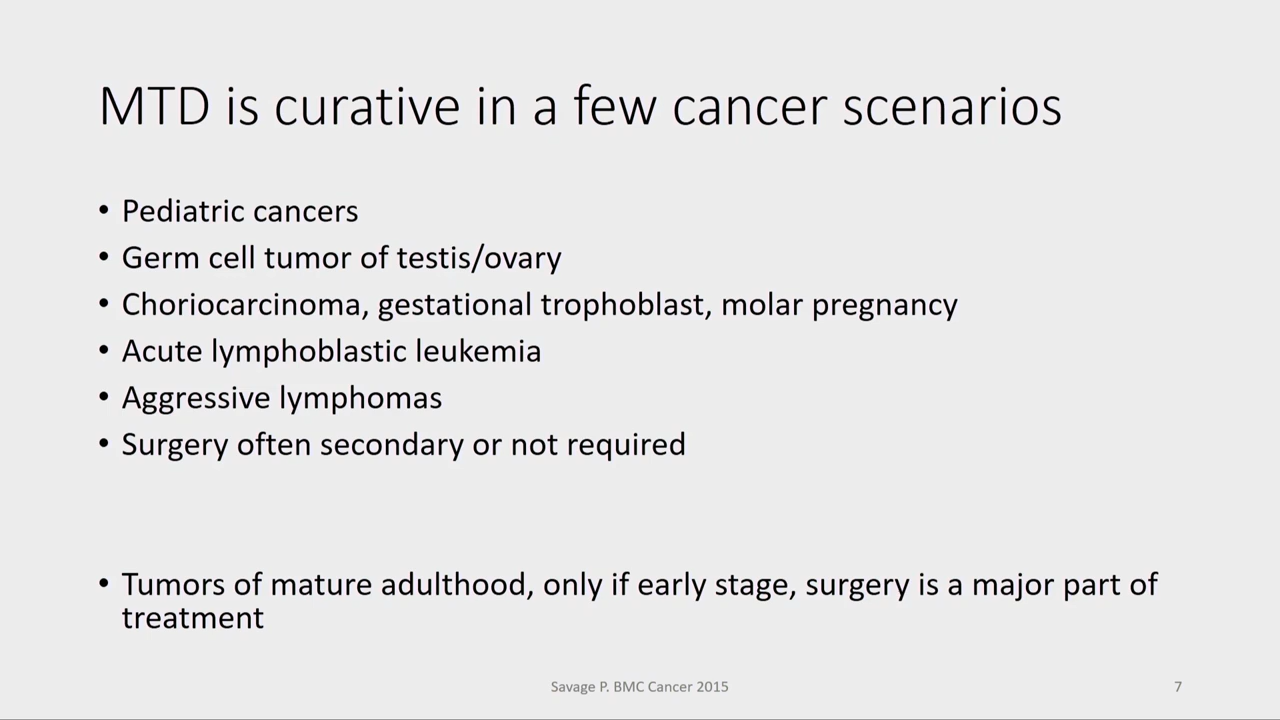 MTD is curative in a few cancer scenarios
• Pediatric cancers
• Germ cell tumor of testis/ovary
• Choriocarcinoma, gestational trophoblast, molar pregnancy
• Acute lymphoblastic leukemia
• Aggressive lymphomas
• Surgery often secondary or not required
• Tumors of mature adulthood, only if early stage, surgery is a major part of
treatment
Savage P. BMC Cancer 2015
7